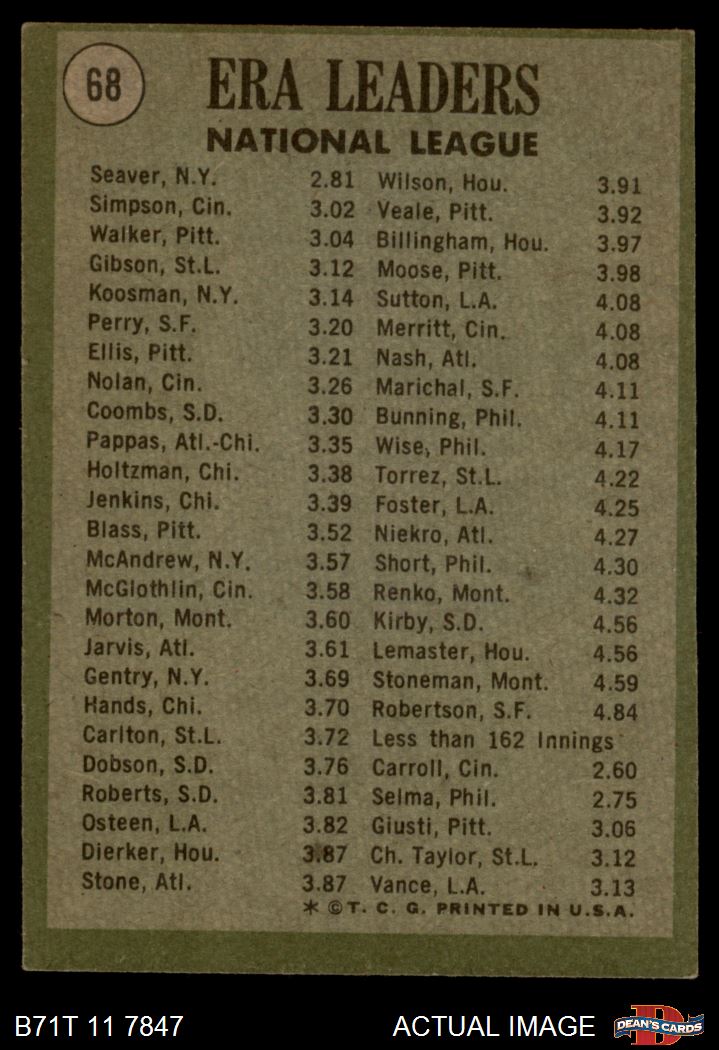 68
ERA LEADERS
NATIONAL LEAGUE
Seaver, N.Y. 2.81
Simpson, Cin. 3.02
Walker, Pitt. 3.04
Gibson, St.L. 3.12
Koosman, N.Y. 3.14
Perry, S.F. 3.20
Ellis, Pitt. 3.21
Nolan, Cin. 3.26
Coombs, S.D. 3.30
Pappas, Atl.-Chi. 3.35
Holtzman, Chi. 3.38
Jenkins, Chi. 3.39
Blass, Pitt. 3.52
McAndrew, N.Y. 3.57
McGlothlin, Cin. 3.58
Morton, Mont. 3.60
Jarvis, Atl. 3.61
Gentry, N.Y. 3.69
Hands, Chi. 3.70
Carlton, St.L. 3.72
Dobson, S.D. 3.76
Roberts, S.D. 3.81
Osteen, L.A. 3.82
Dierker, Hou. 3.87
Stone, Atl. 3.87
Wilson, Hou. 3.91
Veale, Pitt. 3.92
Billingham, Hou. 3.97
Moose, Pitt. 3.98
Sutton, L.A. 4.08
Merritt, Cin. 4.08
Nash, Atl. 4.08
Marichal, S.F. 4.11
Bunning, Phil. 4.11
Wise, Phil. 4.17
Torrez, St.L. 4.22
Foster, L.A. 4.25
Niekro, Atl. 4.27
Short, Phil. 4.30
Renko, Mont. 4.32
Kirby, S.D. 4.56
Lemaster, Hou. 4.56
Stoneman, Mont. 4.59
Robertson, S.F. 4.84
Less than 162 Innings
Carroll, Cin. 2.60
Selma, Phil. 2.75
Giusti, Pitt. 3.06
Ch. Taylor, St.L. 3.12
Vance, L.A. 3.13
* © T. C. G. PRINTED IN U.S.A.
B71T 11 7847
ACTUAL IMAGE
D
DEAN'S CARDS